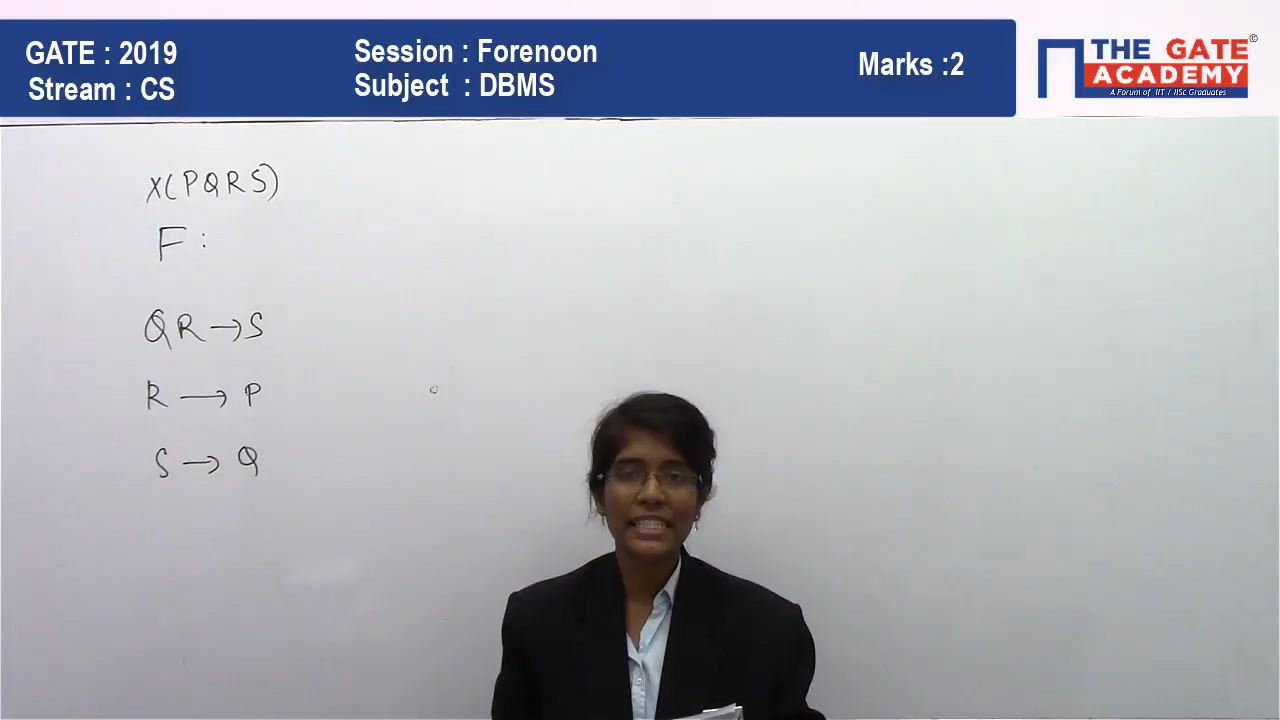 GATE : 2019
Stream : CS
Session : Forenoon
Subject : DBMS
Marks :2
THE GATE
ACADEMY
©
A Forum of IIT / IISc Graduates
X(PQRS)
F :
QR → S
R → P
S → Q